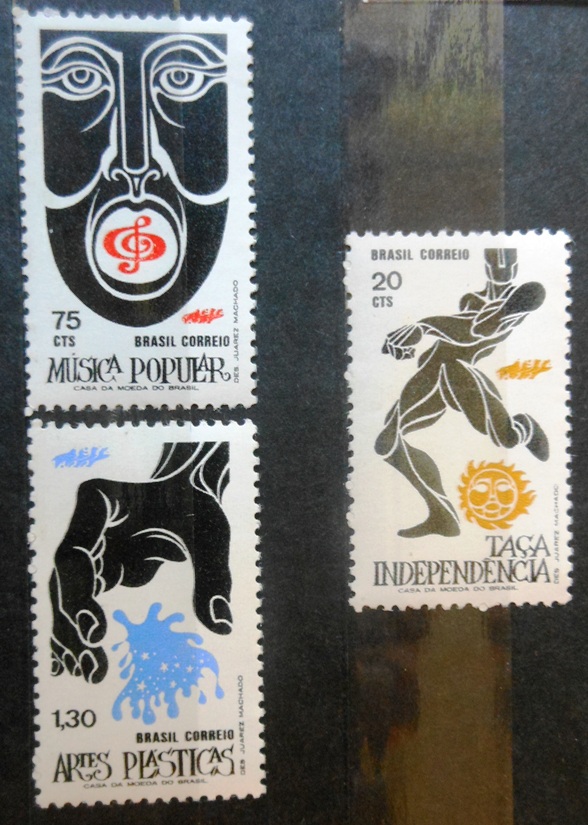 75
CTS
BRASIL CORREIO
MÚSICA POPULAR
CASA DA MOEDA DO BRASIL
DES. JUAREZ MACHADO
BRASIL CORREIO
20
CTS
TAÇA
INDEPENDÊNCIA
CASA DA MOEDA DO BRASIL
DES. JUAREZ MACHADO
1,30
BRASIL CORREIO
ARTES PLÁSTICAS
CASA DA MOEDA DO BRASIL
DES. JUAREZ MACHADO